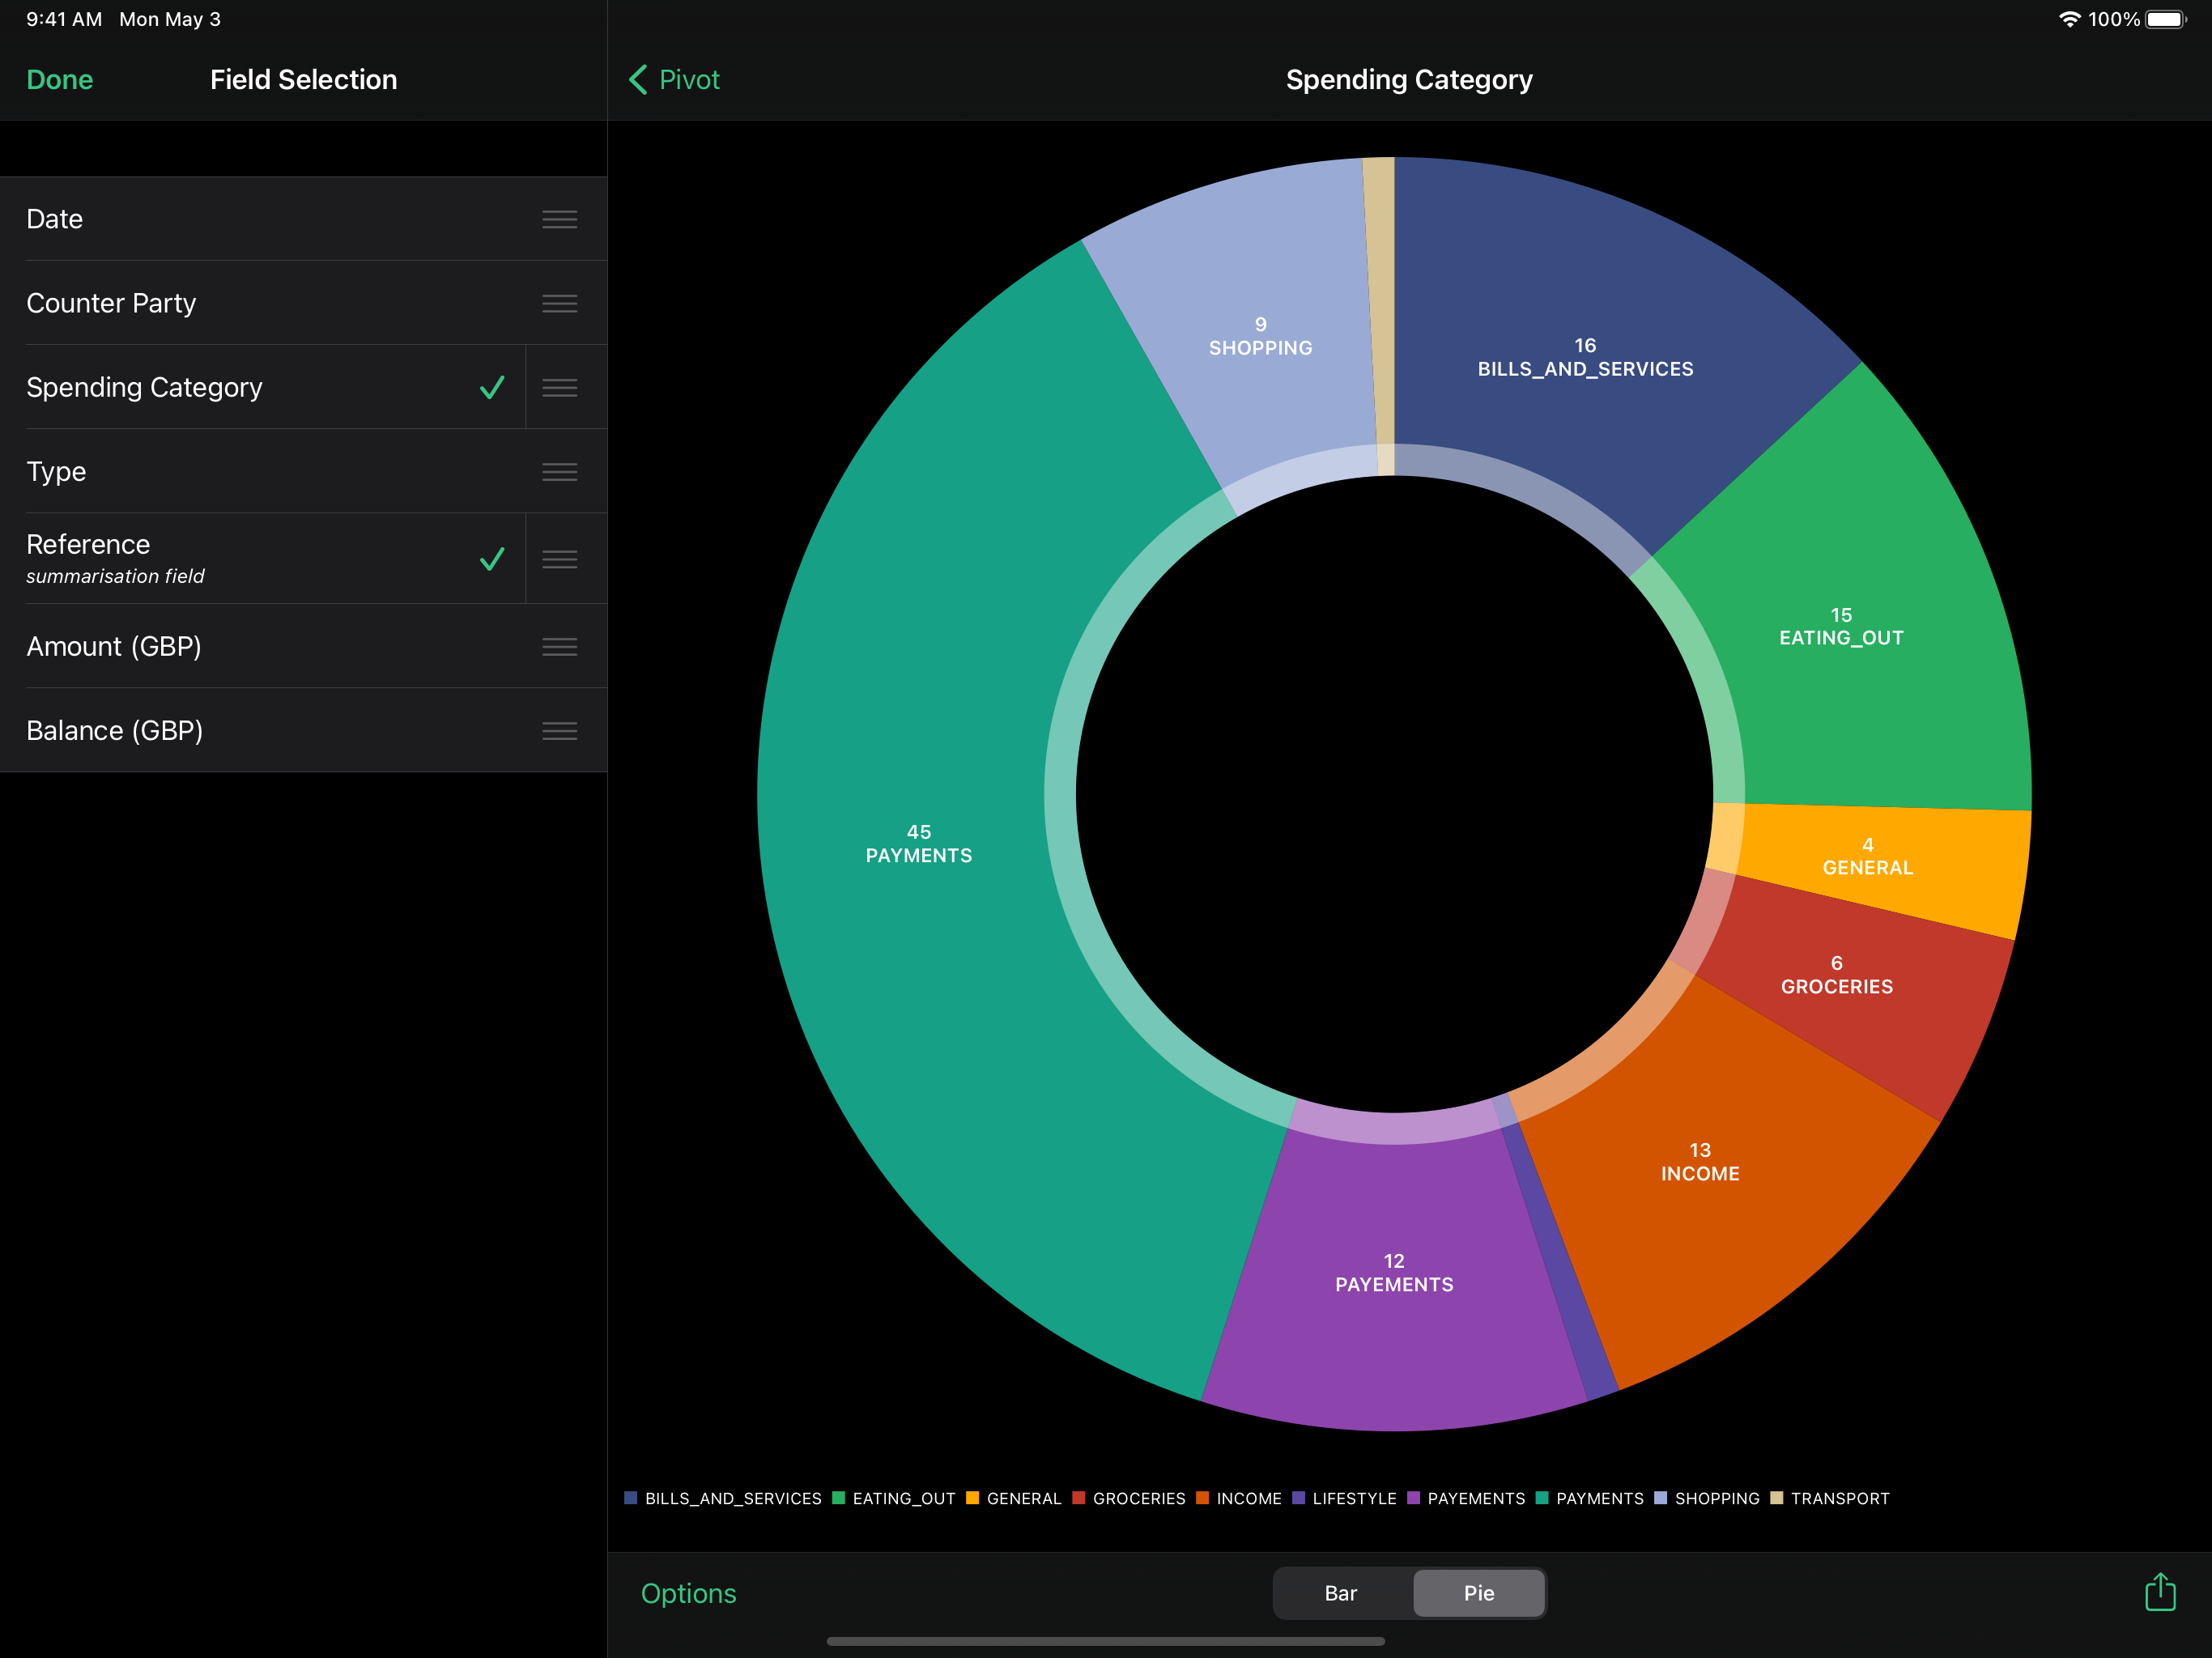 9:41 AM Mon May 3
100%
Done
Field Selection
Date
Counter Party
Spending Category
Type
Reference
summarisation field
Amount (GBP)
Balance (GBP)
Pivot
Spending Category
9
SHOPPING
16
BILLS_AND_SERVICES
15
EATING_OUT
45
PAYMENTS
4
GENERAL
6
GROCERIES
13
INCOME
12
PAYEMENTS
BILLS_AND_SERVICES EATING_OUT GENERAL GROCERIES INCOME LIFESTYLE PAYEMENTS PAYMENTS SHOPPING TRANSPORT
Options
Bar
Pie